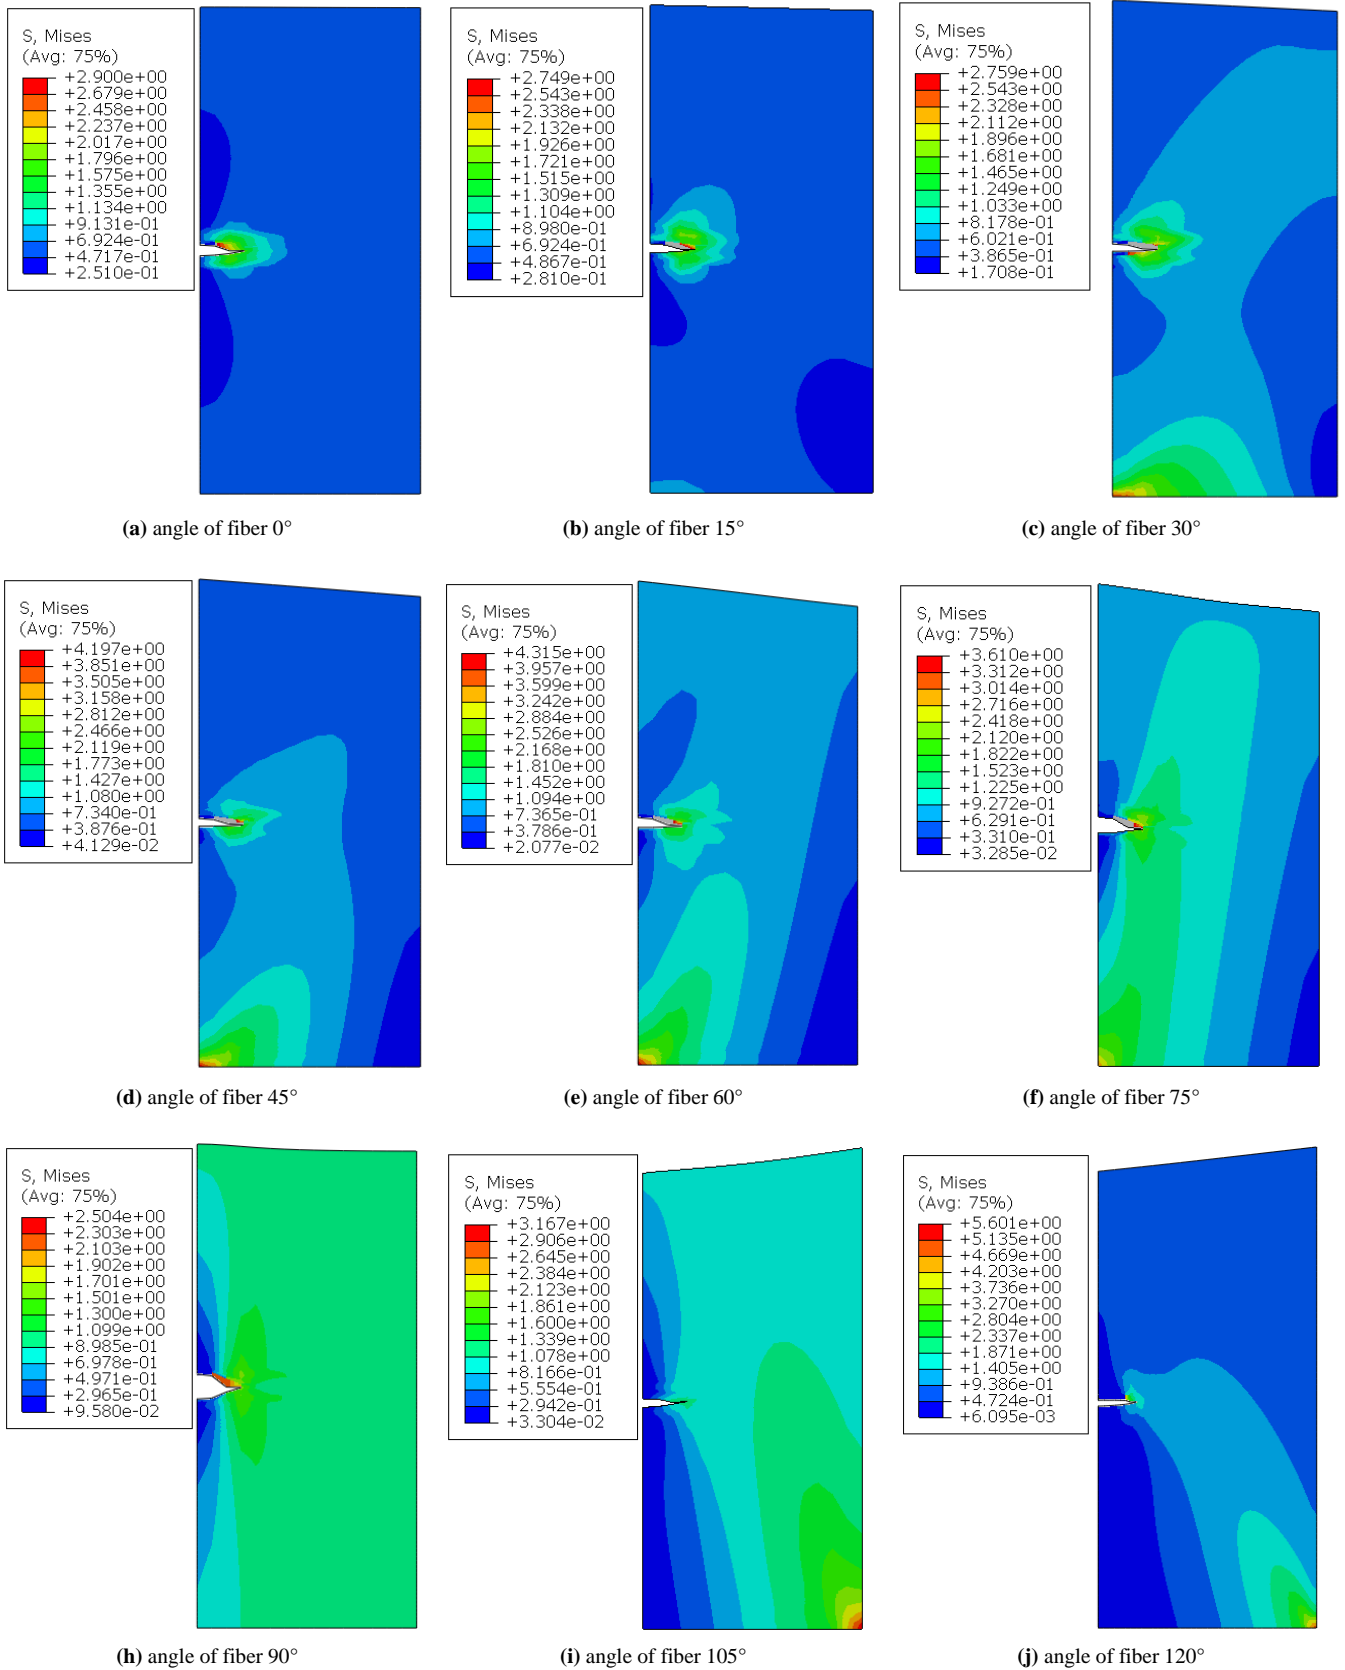 S, Mises
(Avg: 75%)
+2.900e+00
+2.679e+00
+2.458e+00
+2.237e+00
+2.017e+00
+1.796e+00
+1.575e+00
+1.355e+00
+1.134e+00
+9.131e-01
+6.924e-01
+4.717e-01
+2.510e-01
(a) angle of fiber 0°
S, Mises
(Avg: 75%)
+2.749e+00
+2.543e+00
+2.338e+00
+2.132e+00
+1.926e+00
+1.721e+00
+1.515e+00
+1.309e+00
+1.104e+00
+8.980e-01
+6.924e-01
+4.867e-01
+2.810e-01
(b) angle of fiber 15°
S, Mises
(Avg: 75%)
+2.759e+00
+2.543e+00
+2.328e+00
+2.112e+00
+1.896e+00
+1.681e+00
+1.465e+00
+1.249e+00
+1.033e+00
+8.178e-01
+6.021e-01
+3.865e-01
+1.708e-01
(c) angle of fiber 30°
S, Mises
(Avg: 75%)
+4.197e+00
+3.851e+00
+3.505e+00
+3.158e+00
+2.812e+00
+2.466e+00
+2.119e+00
+1.773e+00
+1.427e+00
+1.080e+00
+7.340e-01
+3.876e-01
+4.129e-02
(d) angle of fiber 45°
S, Mises
(Avg: 75%)
+4.315e+00
+3.957e+00
+3.599e+00
+3.242e+00
+2.884e+00
+2.526e+00
+2.168e+00
+1.810e+00
+1.452e+00
+1.094e+00
+7.365e-01
+3.786e-01
+2.077e-02
(e) angle of fiber 60°
S, Mises
(Avg: 75%)
+3.610e+00
+3.312e+00
+3.014e+00
+2.716e+00
+2.418e+00
+2.120e+00
+1.822e+00
+1.523e+00
+1.225e+00
+9.272e-01
+6.291e-01
+3.310e-01
+3.285e-02
(f) angle of fiber 75°
S, Mises
(Avg: 75%)
+2.504e+00
+2.303e+00
+2.103e+00
+1.902e+00
+1.701e+00
+1.501e+00
+1.300e+00
+1.099e+00
+8.985e-01
+6.978e-01
+4.971e-01
+2.965e-01
+9.580e-02
(h) angle of fiber 90°
S, Mises
(Avg: 75%)
+3.167e+00
+2.906e+00
+2.645e+00
+2.384e+00
+2.123e+00
+1.861e+00
+1.600e+00
+1.339e+00
+1.078e+00
+8.166e-01
+5.554e-01
+2.942e-01
+3.304e-02
(i) angle of fiber 105°
S, Mises
(Avg: 75%)
+5.601e+00
+5.135e+00
+4.669e+00
+4.203e+00
+3.736e+00
+3.270e+00
+2.804e+00
+2.337e+00
+1.871e+00
+1.405e+00
+9.386e-01
+4.724e-01
+6.095e-03
(j) angle of fiber 120°